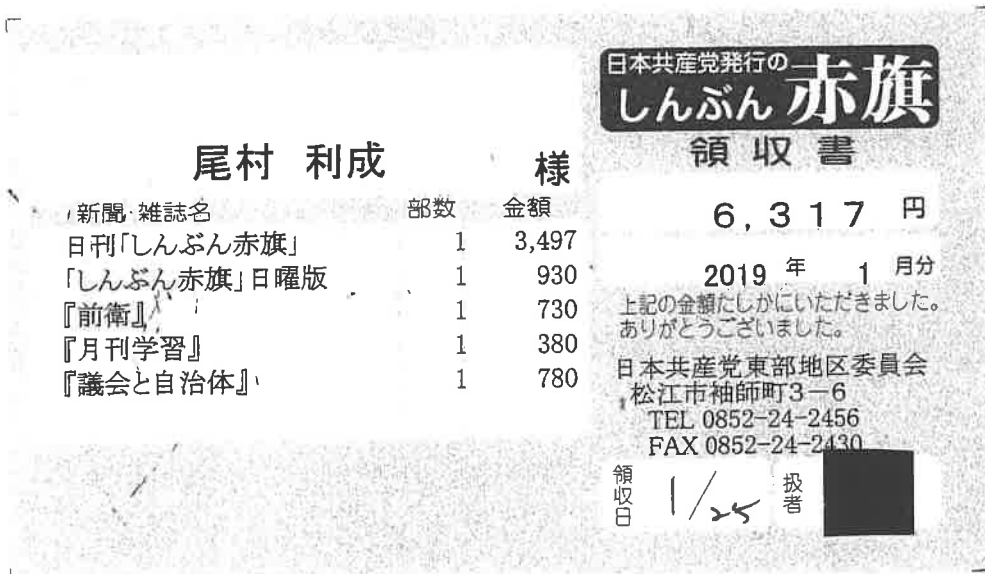 尾村 利成 様
新聞・雑誌名 部数 金額
日刊「しんぶん赤旗」 1 3,497
「しんぶん赤旗」日曜版 1 930
『前衛』 1 730
『月刊学習』 1 380
『議会と自治体』 1 780
日本共産党発行の
しんぶん赤旗
領収書
6,317 円
2019 年 1 月分
上記の金額たしかにいただきました。
ありがとうございました。
日本共産党東部地区委員会
松江市袖師町3-6
TEL 0852-24-2456
FAX 0852-24-2430
領収日 1/25 扱者